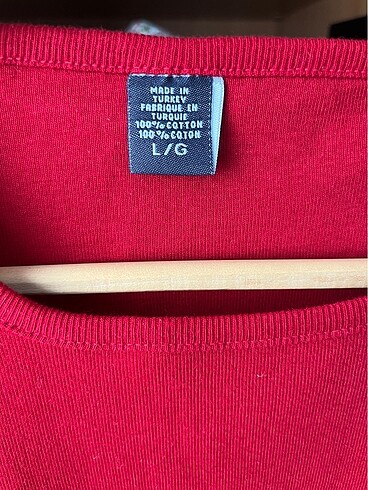 MADE IN
TURKEY
FABRIQUE EN
TURQUIE
100% COTTON
100% COTON
L/G